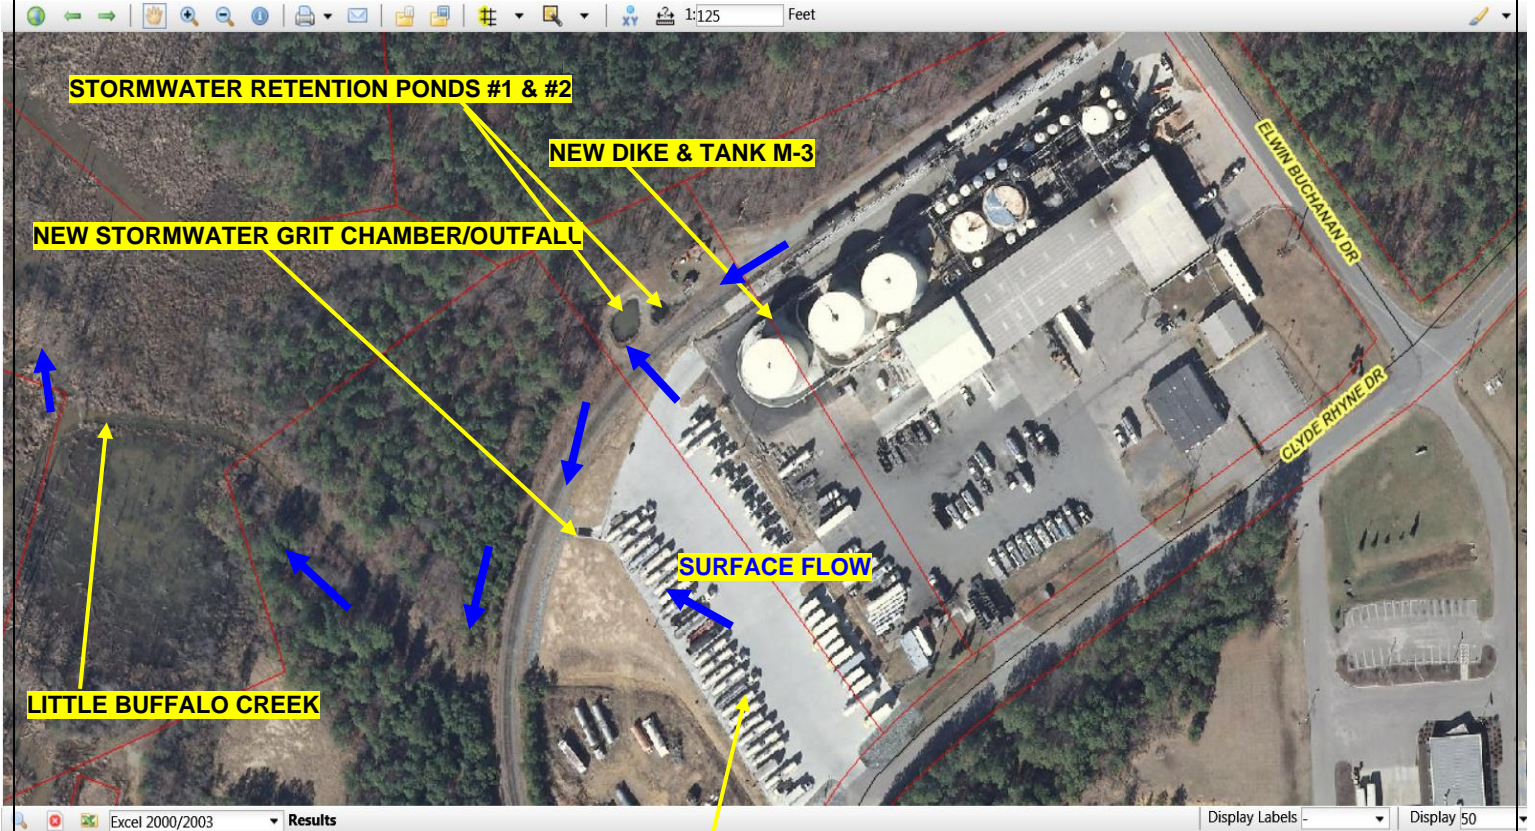 1: 125 Feet
STORMWATER RETENTION PONDS #1 & #2
NEW DIKE & TANK M-3
ELWIN BUCHANAN DR
NEW STORMWATER GRIT CHAMBER/OUTFALL
CLYDE RHYNE DR
SURFACE FLOW
LITTLE BUFFALO CREEK
Excel 2000/2003 Results Display Labels - Display 50